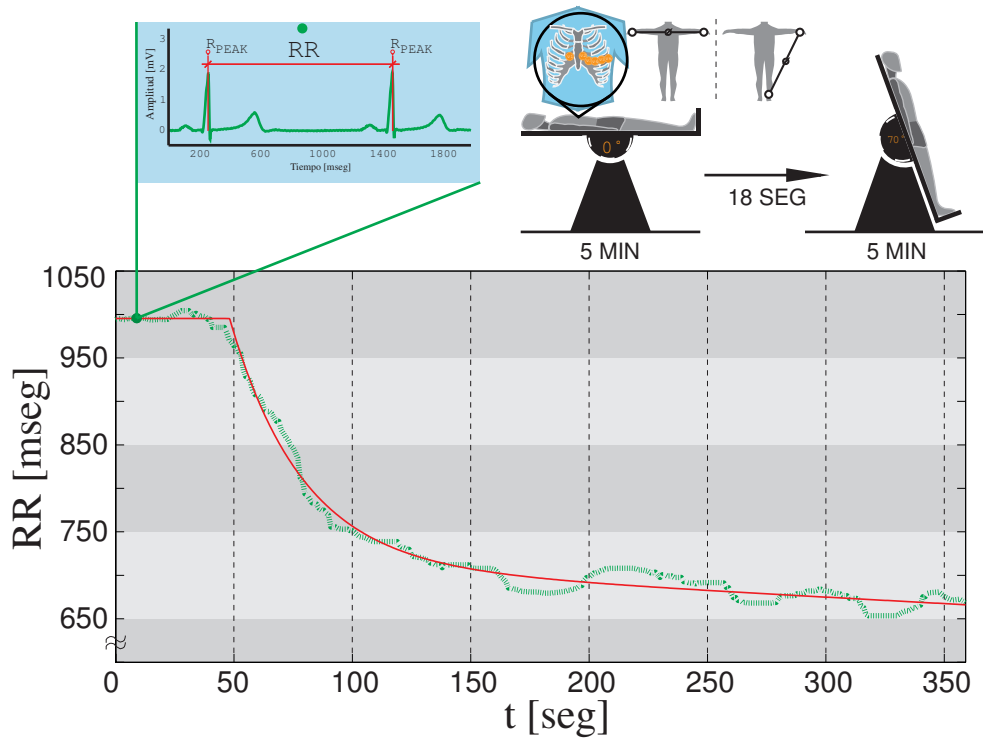 R_PEAK
RR
R_PEAK
Amplitud [mV]
3
2
1
0
200
600
1000
1400
1800
Tiempo [mseg]
0°
70°
18 SEG
5 MIN
5 MIN
RR [mseg]
1050
950
850
750
650
0
50
100
150
200
250
300
350
t [seg]